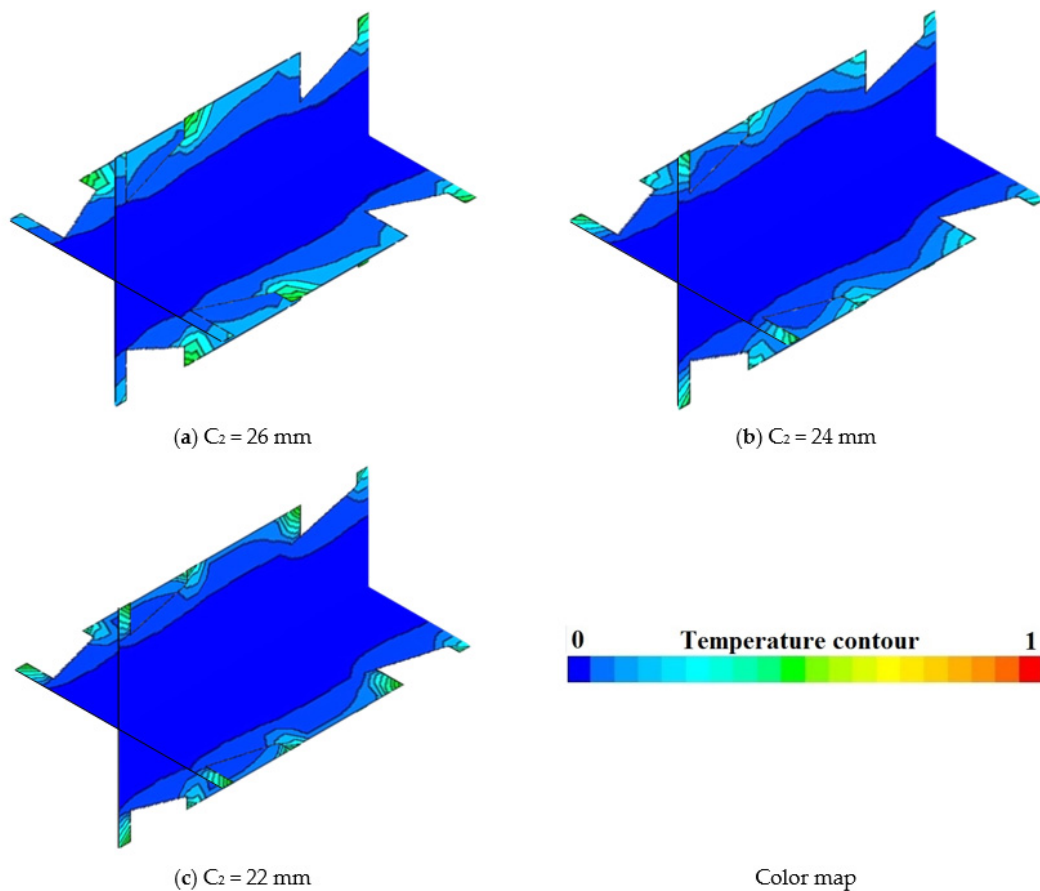 (a) C₂ = 26 mm
(b) C₂ = 24 mm
0 Temperature contour 1
(c) C₂ = 22 mm
Color map